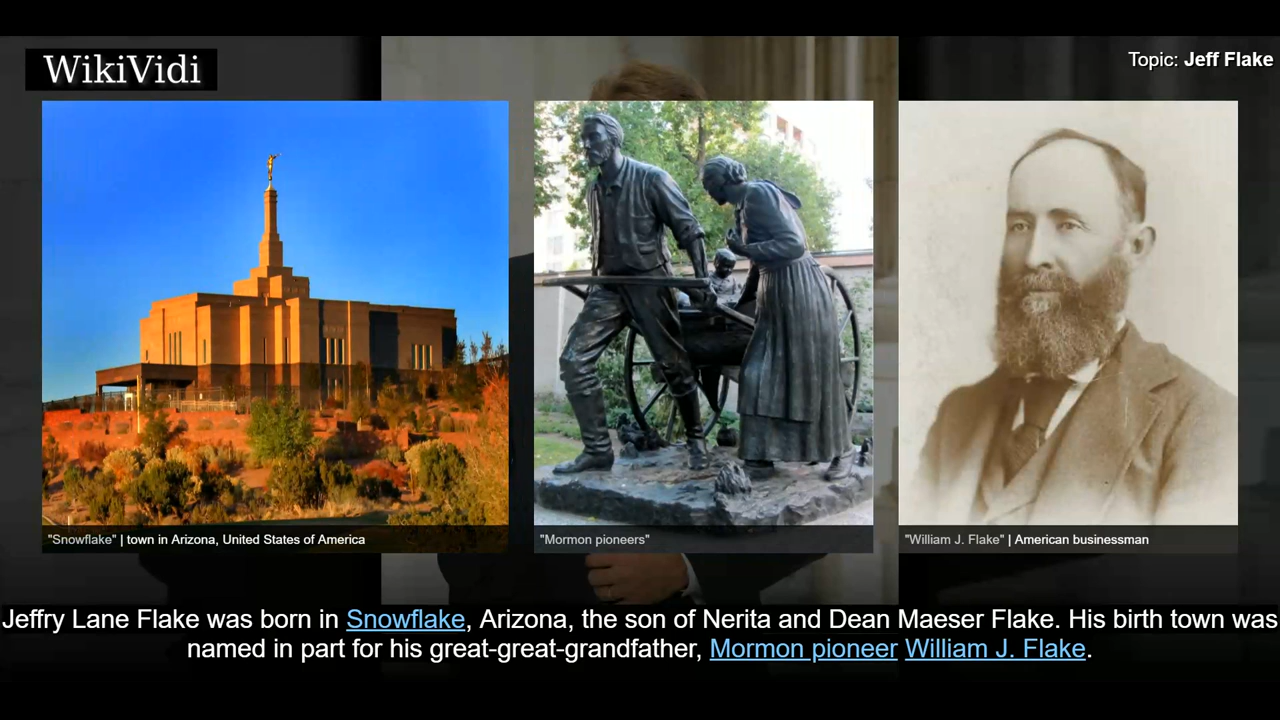 WikiVidi
Topic: Jeff Flake
"Snowflake" | town in Arizona, United States of America
"Mormon pioneers"
"William J. Flake" | American businessman
Jeffry Lane Flake was born in Snowflake, Arizona, the son of Nerita and Dean Maeser Flake. His birth town was
named in part for his great-great-grandfather, Mormon pioneer William J. Flake.